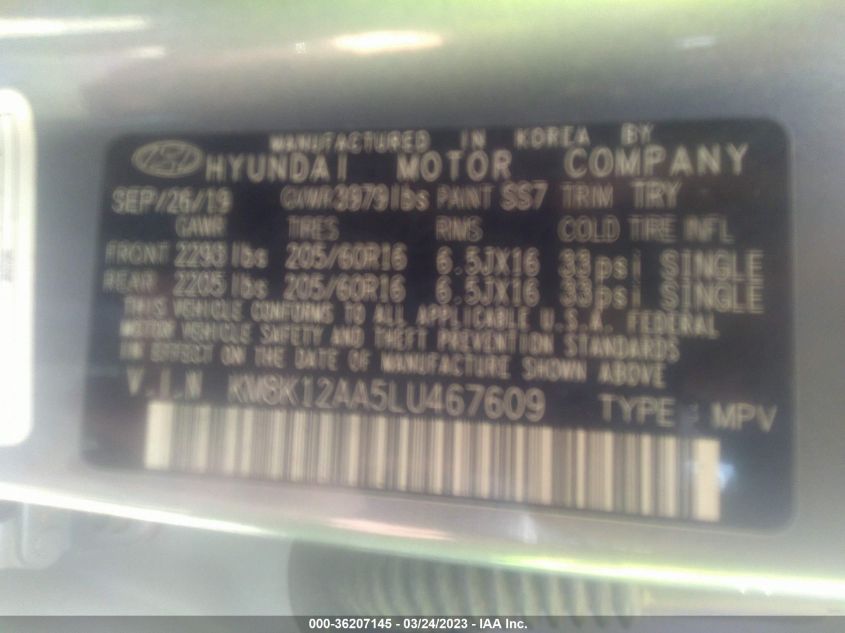 MANUFACTURED IN KOREA BY
HYUNDAI MOTOR COMPANY
SEP/26/19 GVWR 3979 lbs PAINT SS7 TRIM TRY
GAWR TIRES RIMS COLD TIRE INFL
FRONT 2293 lbs 205/60R16 6.5JX16 33psi SINGLE
REAR 2205 lbs 205/60R16 6.5JX16 33psi SINGLE
THIS VEHICLE CONFORMS TO ALL APPLICABLE U.S.A. FEDERAL
MOTOR VEHICLE SAFETY AND THEFT PREVENTION STANDARDS
IN EFFECT ON THE DATE OF MANUFACTURE SHOWN ABOVE.
V.I.N KM8K12AA5LU467609 TYPE : MPV
000-36207145 - 03/24/2023 - IAA Inc.